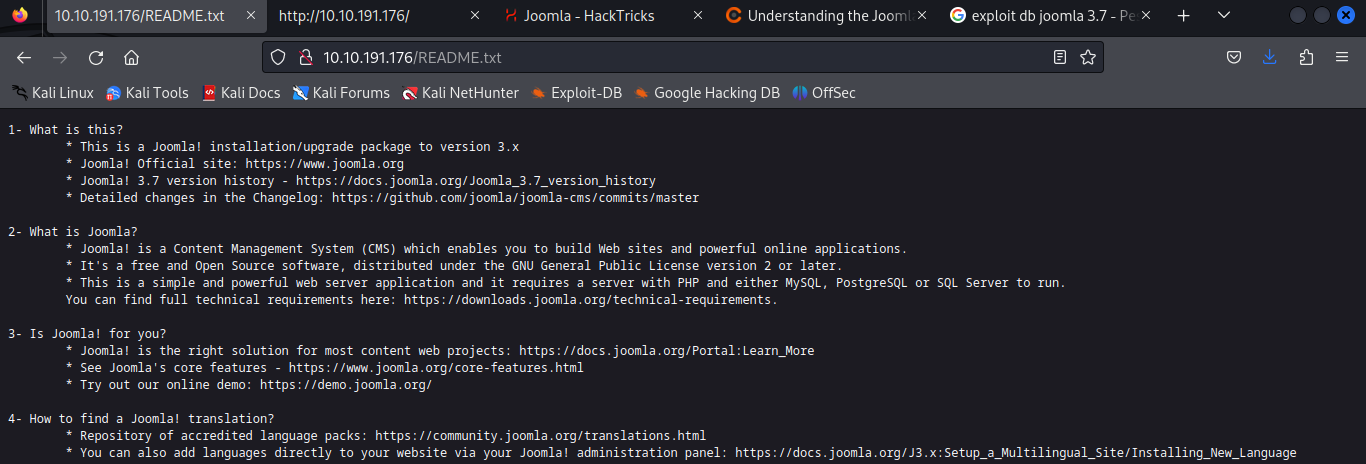 10.10.191.176/README.txt
http://10.10.191.176/
Joomla - HackTricks
Understanding the Jooml
exploit db joomla 3.7 - Pes
10.10.191.176/README.txt
Kali Linux
Kali Tools
Kali Docs
Kali Forums
Kali NetHunter
Exploit-DB
Google Hacking DB
OffSec
1- What is this?
* This is a Joomla! installation/upgrade package to version 3.x
* Joomla! Official site: https://www.joomla.org
* Joomla! 3.7 version history - https://docs.joomla.org/Joomla_3.7_version_history
* Detailed changes in the Changelog: https://github.com/joomla/joomla-cms/commits/master
2- What is Joomla?
* Joomla! is a Content Management System (CMS) which enables you to build Web sites and powerful online applications.
* It's a free and Open Source software, distributed under the GNU General Public License version 2 or later.
* This is a simple and powerful web server application and it requires a server with PHP and either MySQL, PostgreSQL or SQL Server to run.
You can find full technical requirements here: https://downloads.joomla.org/technical-requirements.
3- Is Joomla! for you?
* Joomla! is the right solution for most content web projects: https://docs.joomla.org/Portal:Learn_More
* See Joomla's core features - https://www.joomla.org/core-features.html
* Try out our online demo: https://demo.joomla.org/
4- How to find a Joomla! translation?
* Repository of accredited language packs: https://community.joomla.org/translations.html
* You can also add languages directly to your website via your Joomla! administration panel: https://docs.joomla.org/J3.x:Setup_a_Multilingual_Site/Installing_New_Language